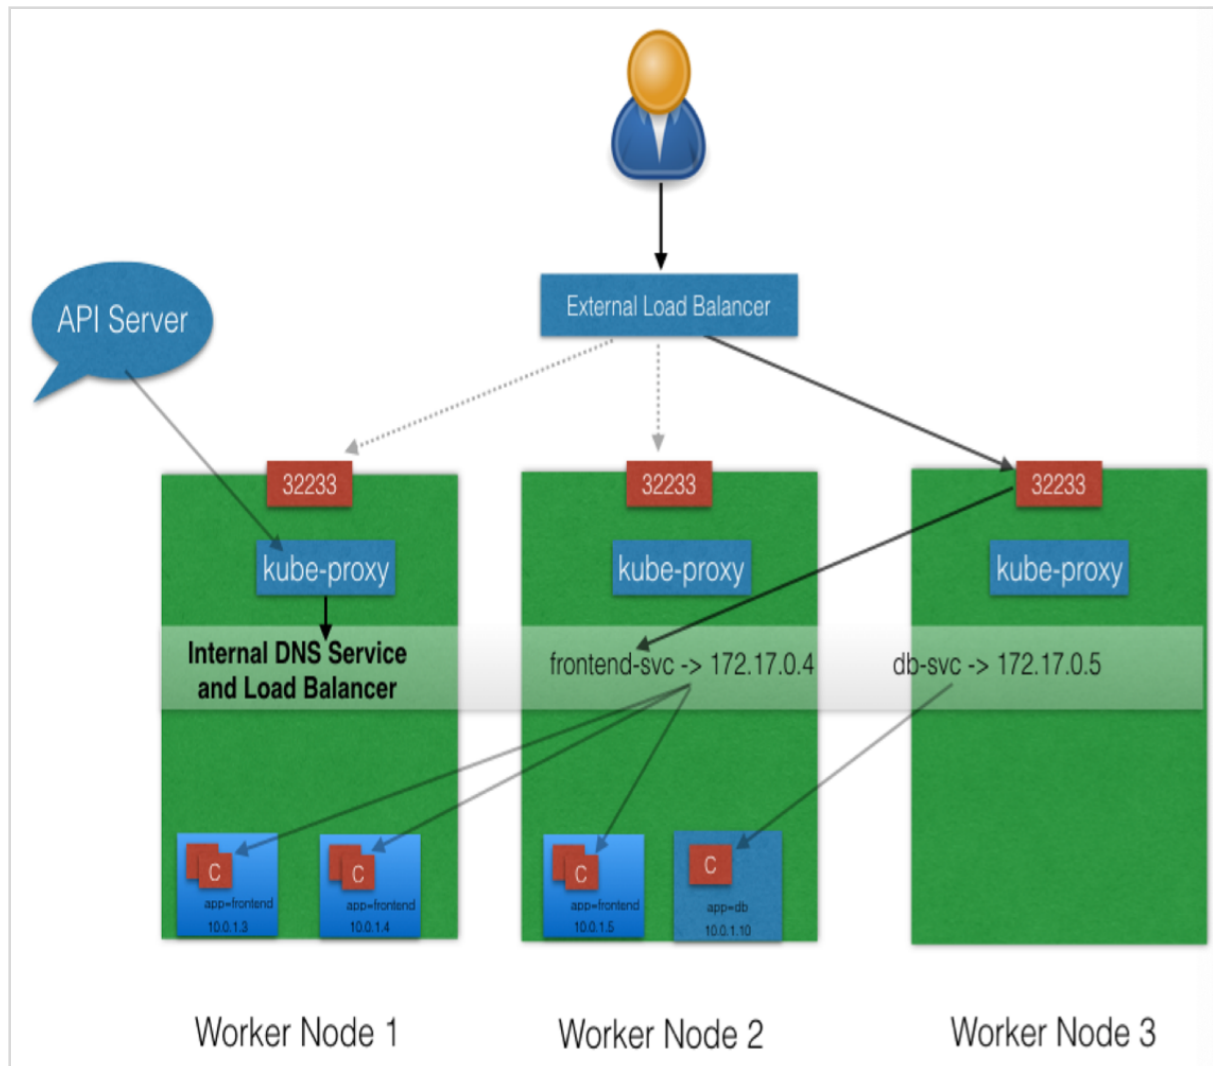 External Load Balancer
API Server
32233
32233
32233
kube-proxy
kube-proxy
kube-proxy
Internal DNS Service
and Load Balancer
frontend-svc -> 172.17.0.4
db-svc -> 172.17.0.5
C
app=frontend
10.0.1.3
C
app=frontend
10.0.1.4
C
app=frontend
10.0.1.5
C
app=db
10.0.1.10
Worker Node 1
Worker Node 2
Worker Node 3